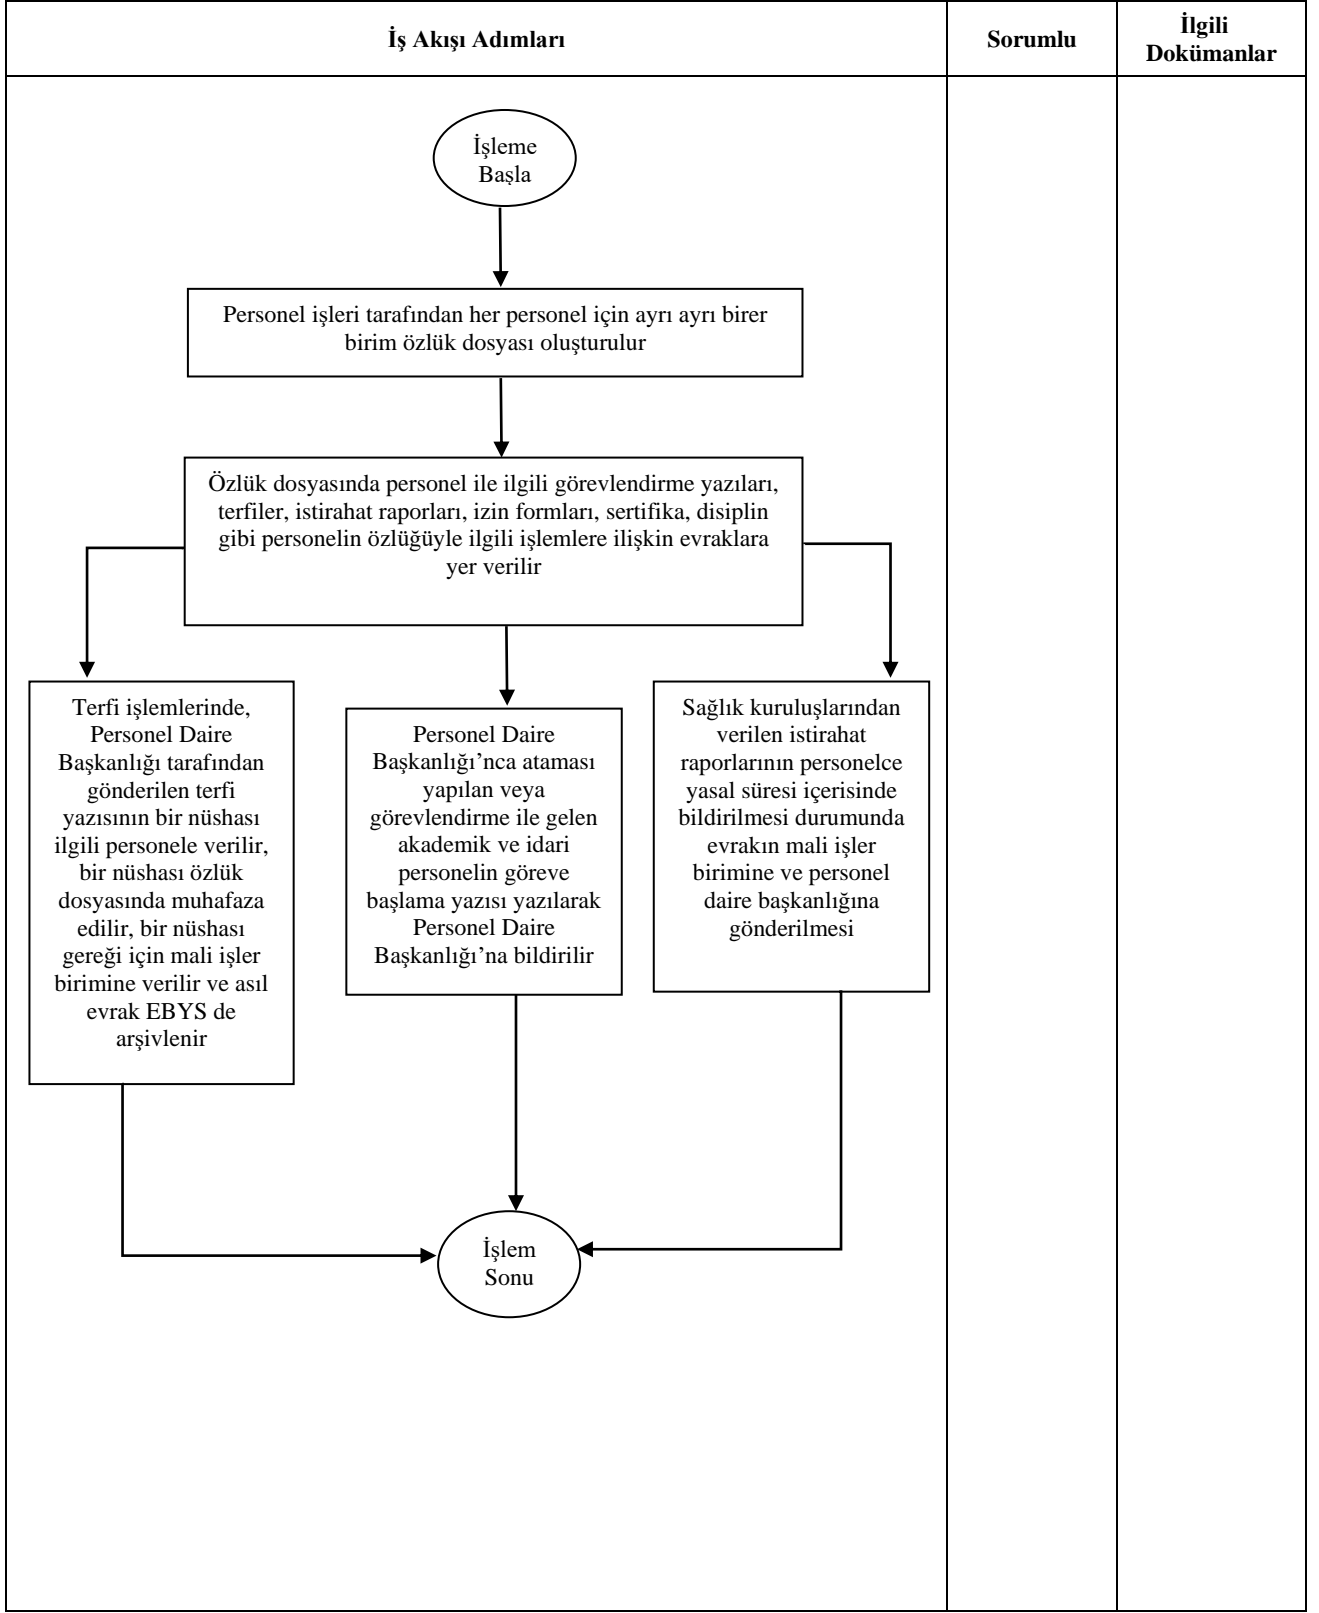 İş Akışı Adımları
Sorumlu
İlgili
Dokümanlar
İşleme
Başla
Personel işleri tarafından her personel için ayrı ayrı birer
birim özlük dosyası oluşturulur
Özlük dosyasında personel ile ilgili görevlendirme yazıları,
terfiler, istirahat raporları, izin formları, sertifika, disiplin
gibi personelin özlüğüyle ilgili işlemlere ilişkin evraklara
yer verilir
Terfi işlemlerinde,
Personel Daire
Başkanlığı tarafından
gönderilen terfi
yazısının bir nüshası
ilgili personele verilir,
bir nüshası özlük
dosyasında muhafaza
edilir, bir nüshası
gereği için mali işler
birimine verilir ve asıl
evrak EBYS de
arşivlenir
Personel Daire
Başkanlığı’nca ataması
yapılan veya
görevlendirme ile gelen
akademik ve idari
personelin göreve
başlama yazısı yazılarak
Personel Daire
Başkanlığı’na bildirilir
Sağlık kuruluşlarından
verilen istirahat
raporlarının personelce
yasal süresi içerisinde
bildirilmesi durumunda
evrakın mali işler
birimine ve personel
daire başkanlığına
gönderilmesi
İşlem
Sonu